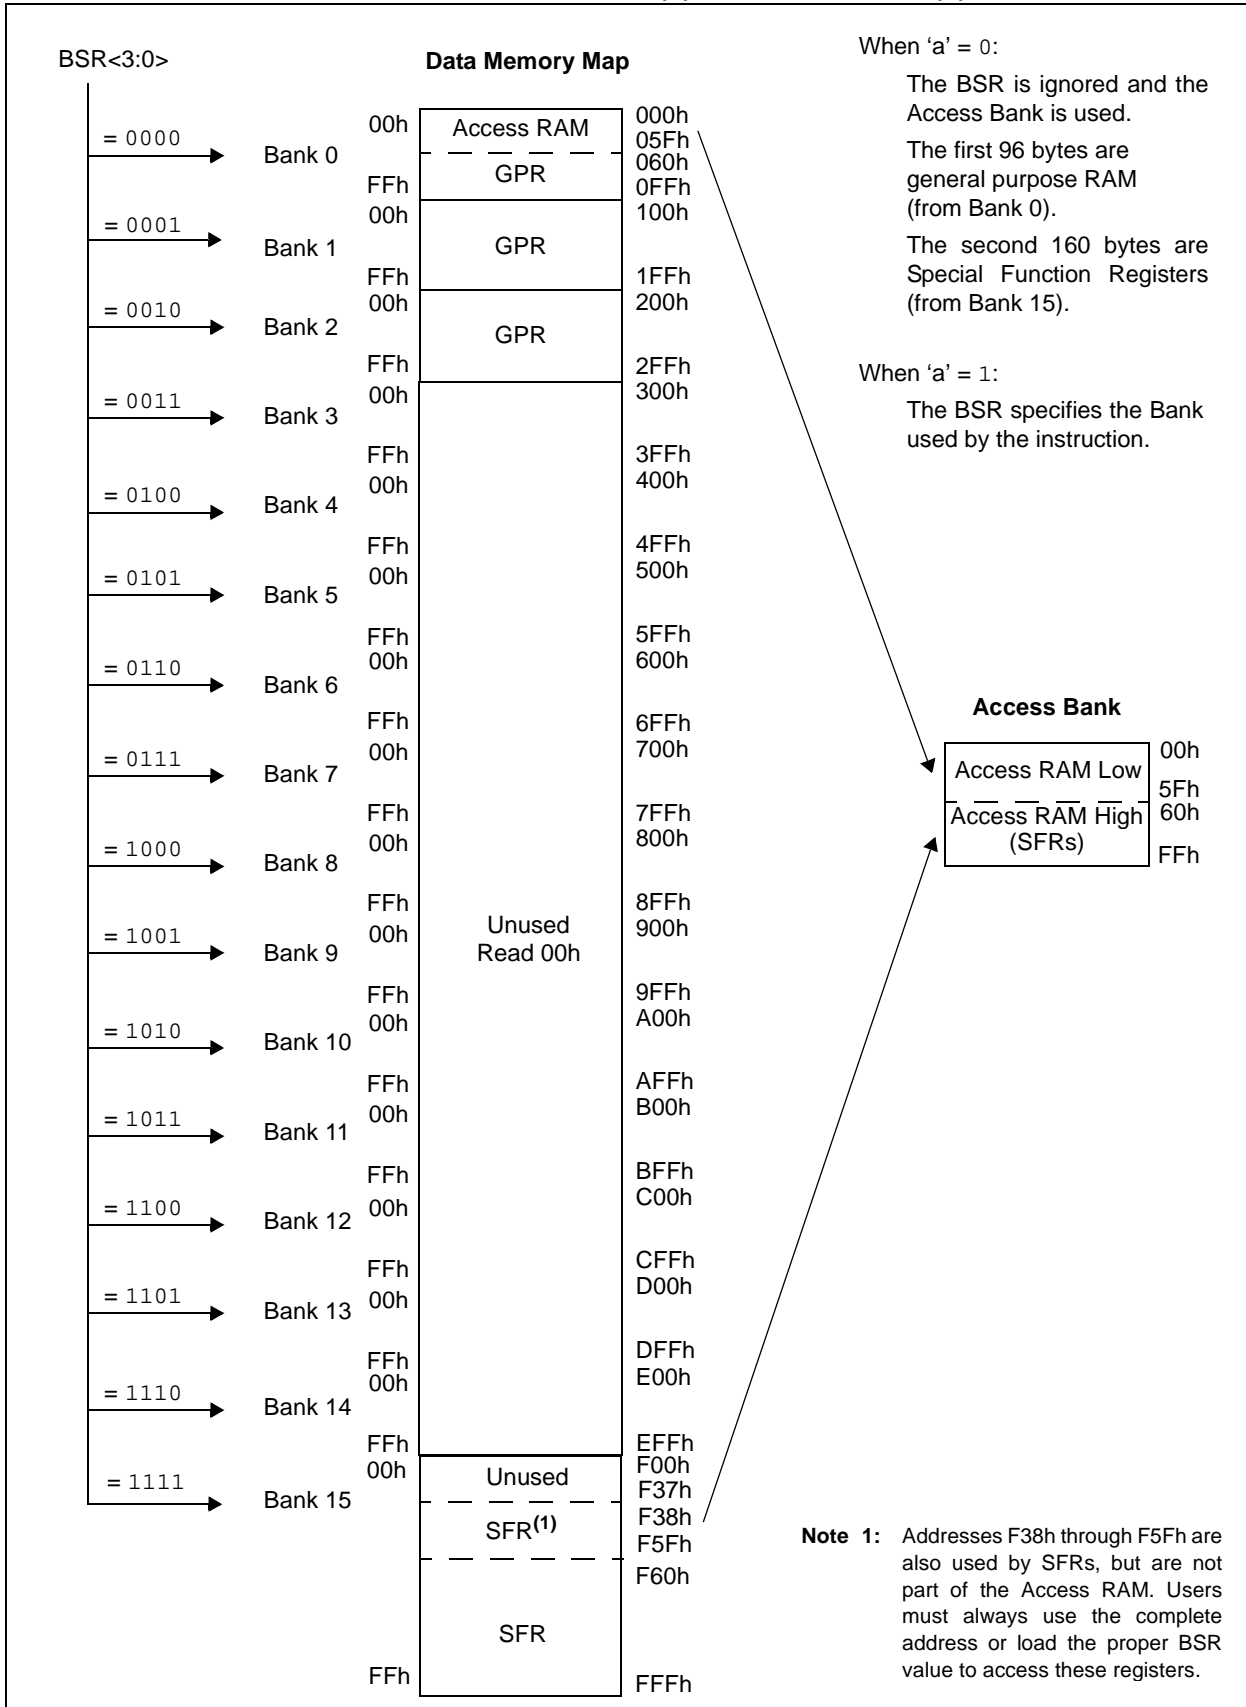 BSR<3:0>
Data Memory Map
When ‘a’ = 0:
The BSR is ignored and the
Access Bank is used.
The first 96 bytes are
general purpose RAM
(from Bank 0).
The second 160 bytes are
Special Function Registers
(from Bank 15).
When ‘a’ = 1:
The BSR specifies the Bank
used by the instruction.
= 0000
Bank 0
00h
Access RAM
000h
05Fh
GPR
060h
FFh
0FFh
= 0001
Bank 1
00h
GPR
100h
FFh
1FFh
= 0010
Bank 2
00h
GPR
200h
FFh
2FFh
= 0011
Bank 3
00h
300h
FFh
3FFh
= 0100
Bank 4
00h
400h
FFh
4FFh
= 0101
Bank 5
00h
500h
FFh
5FFh
= 0110
Bank 6
00h
600h
FFh
6FFh
= 0111
Bank 7
00h
700h
FFh
7FFh
= 1000
Bank 8
00h
800h
FFh
8FFh
= 1001
Bank 9
00h
Unused
Read 00h
900h
FFh
9FFh
= 1010
Bank 10
00h
A00h
FFh
AFFh
= 1011
Bank 11
00h
B00h
FFh
BFFh
= 1100
Bank 12
00h
C00h
FFh
CFFh
= 1101
Bank 13
00h
D00h
FFh
DFFh
= 1110
Bank 14
00h
E00h
FFh
EFFh
= 1111
Bank 15
00h
Unused
F00h
F37h
SFR(1)
F38h
F5Fh
F60h
SFR
FFh
FFFh
Access Bank
Access RAM Low
00h
5Fh
Access RAM High
(SFRs)
60h
FFh
Note 1: Addresses F38h through F5Fh are
also used by SFRs, but are not
part of the Access RAM. Users
must always use the complete
address or load the proper BSR
value to access these registers.